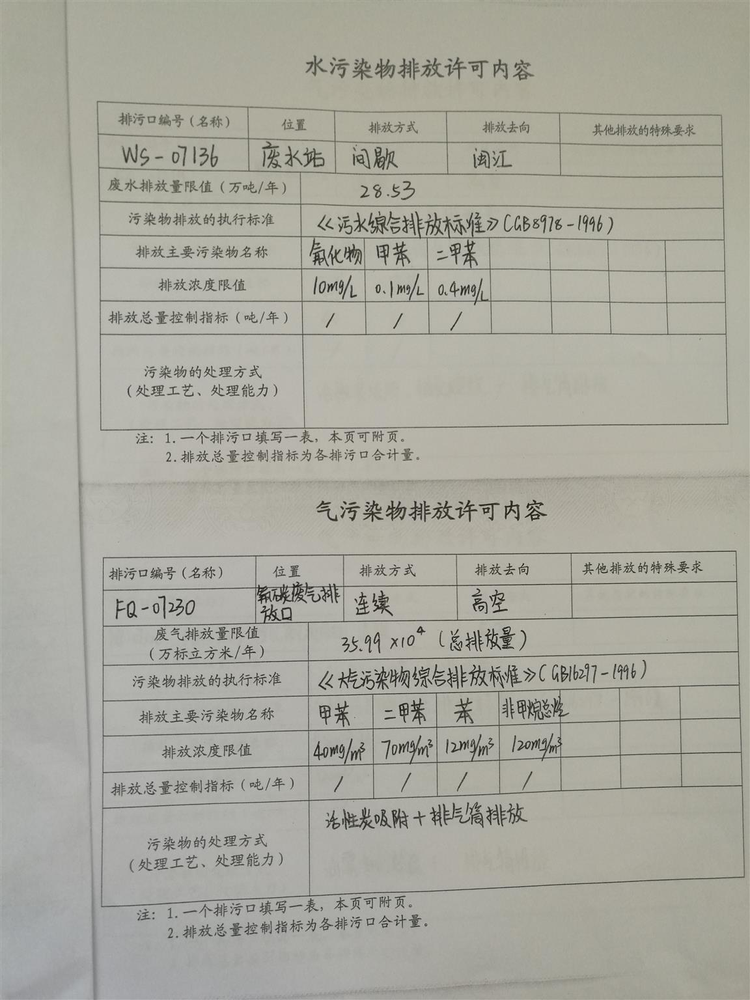 水污染物排放许可内容
排污口编号（名称） 位置 排放方式 排放去向 其他排放的特殊要求
WS-07136 废水站 间歇 闽江
废水排放量限值（万吨/年） 28.53
污染物排放的执行标准 《污水综合排放标准》（GB8978-1996）
排放主要污染物名称 氟化物 甲苯 二甲苯
排放浓度限值 10mg/L 0.1mg/L 0.4mg/L
排放总量控制指标（吨/年） / / /
污染物的处理方式
（处理工艺、处理能力）
注：1.一个排污口填写一表，本页可附页。
2.排放总量控制指标为各排污口合计量。
气污染物排放许可内容
排污口编号（名称） 位置 排放方式 排放去向 其他排放的特殊要求
FQ-07230 氟碳废气排放口 连续 高空
废气排放量限值
（万标立方米/年） 35.99×10⁴（总排放量）
污染物排放的执行标准 《大气污染物综合排放标准》（GB16297-1996）
排放主要污染物名称 甲苯 二甲苯 苯 非甲烷总烃
排放浓度限值 40mg/m³ 70mg/m³ 12mg/m³ 120mg/m³
排放总量控制指标（吨/年） / / / /
活性炭吸附+排气筒排放
污染物的处理方式
（处理工艺、处理能力）
注：1.一个排污口填写一表，本页可附页。
2.排放总量控制指标为各排污口合计量。